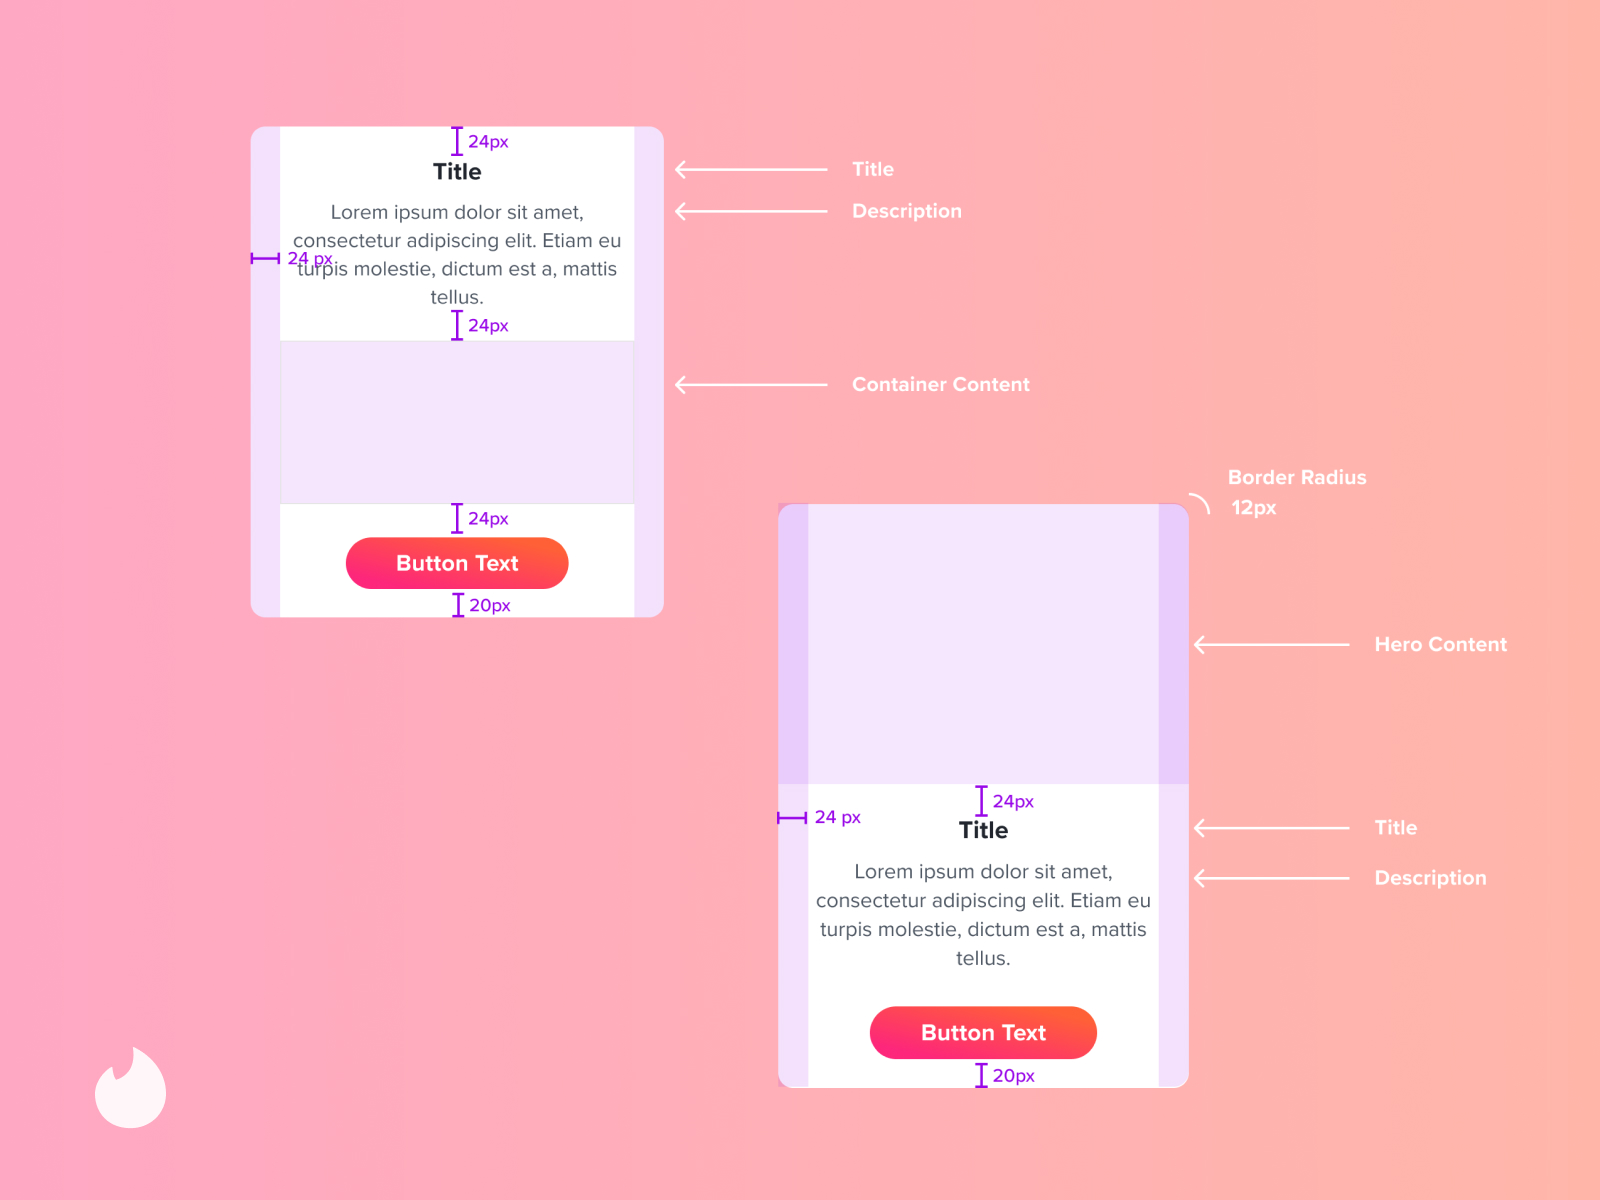 24px
Title
Title
Lorem ipsum dolor sit amet,
Description
consectetur adipiscing elit. Etiam eu
24 px
turpis molestie, dictum est a, mattis
tellus.
24px
Container Content
24px
Button Text
20px
Border Radius
12px
Hero Content
24px
24 px
Title
Title
Lorem ipsum dolor sit amet,
Description
consectetur adipiscing elit. Etiam eu
turpis molestie, dictum est a, mattis
tellus.
Button Text
20px